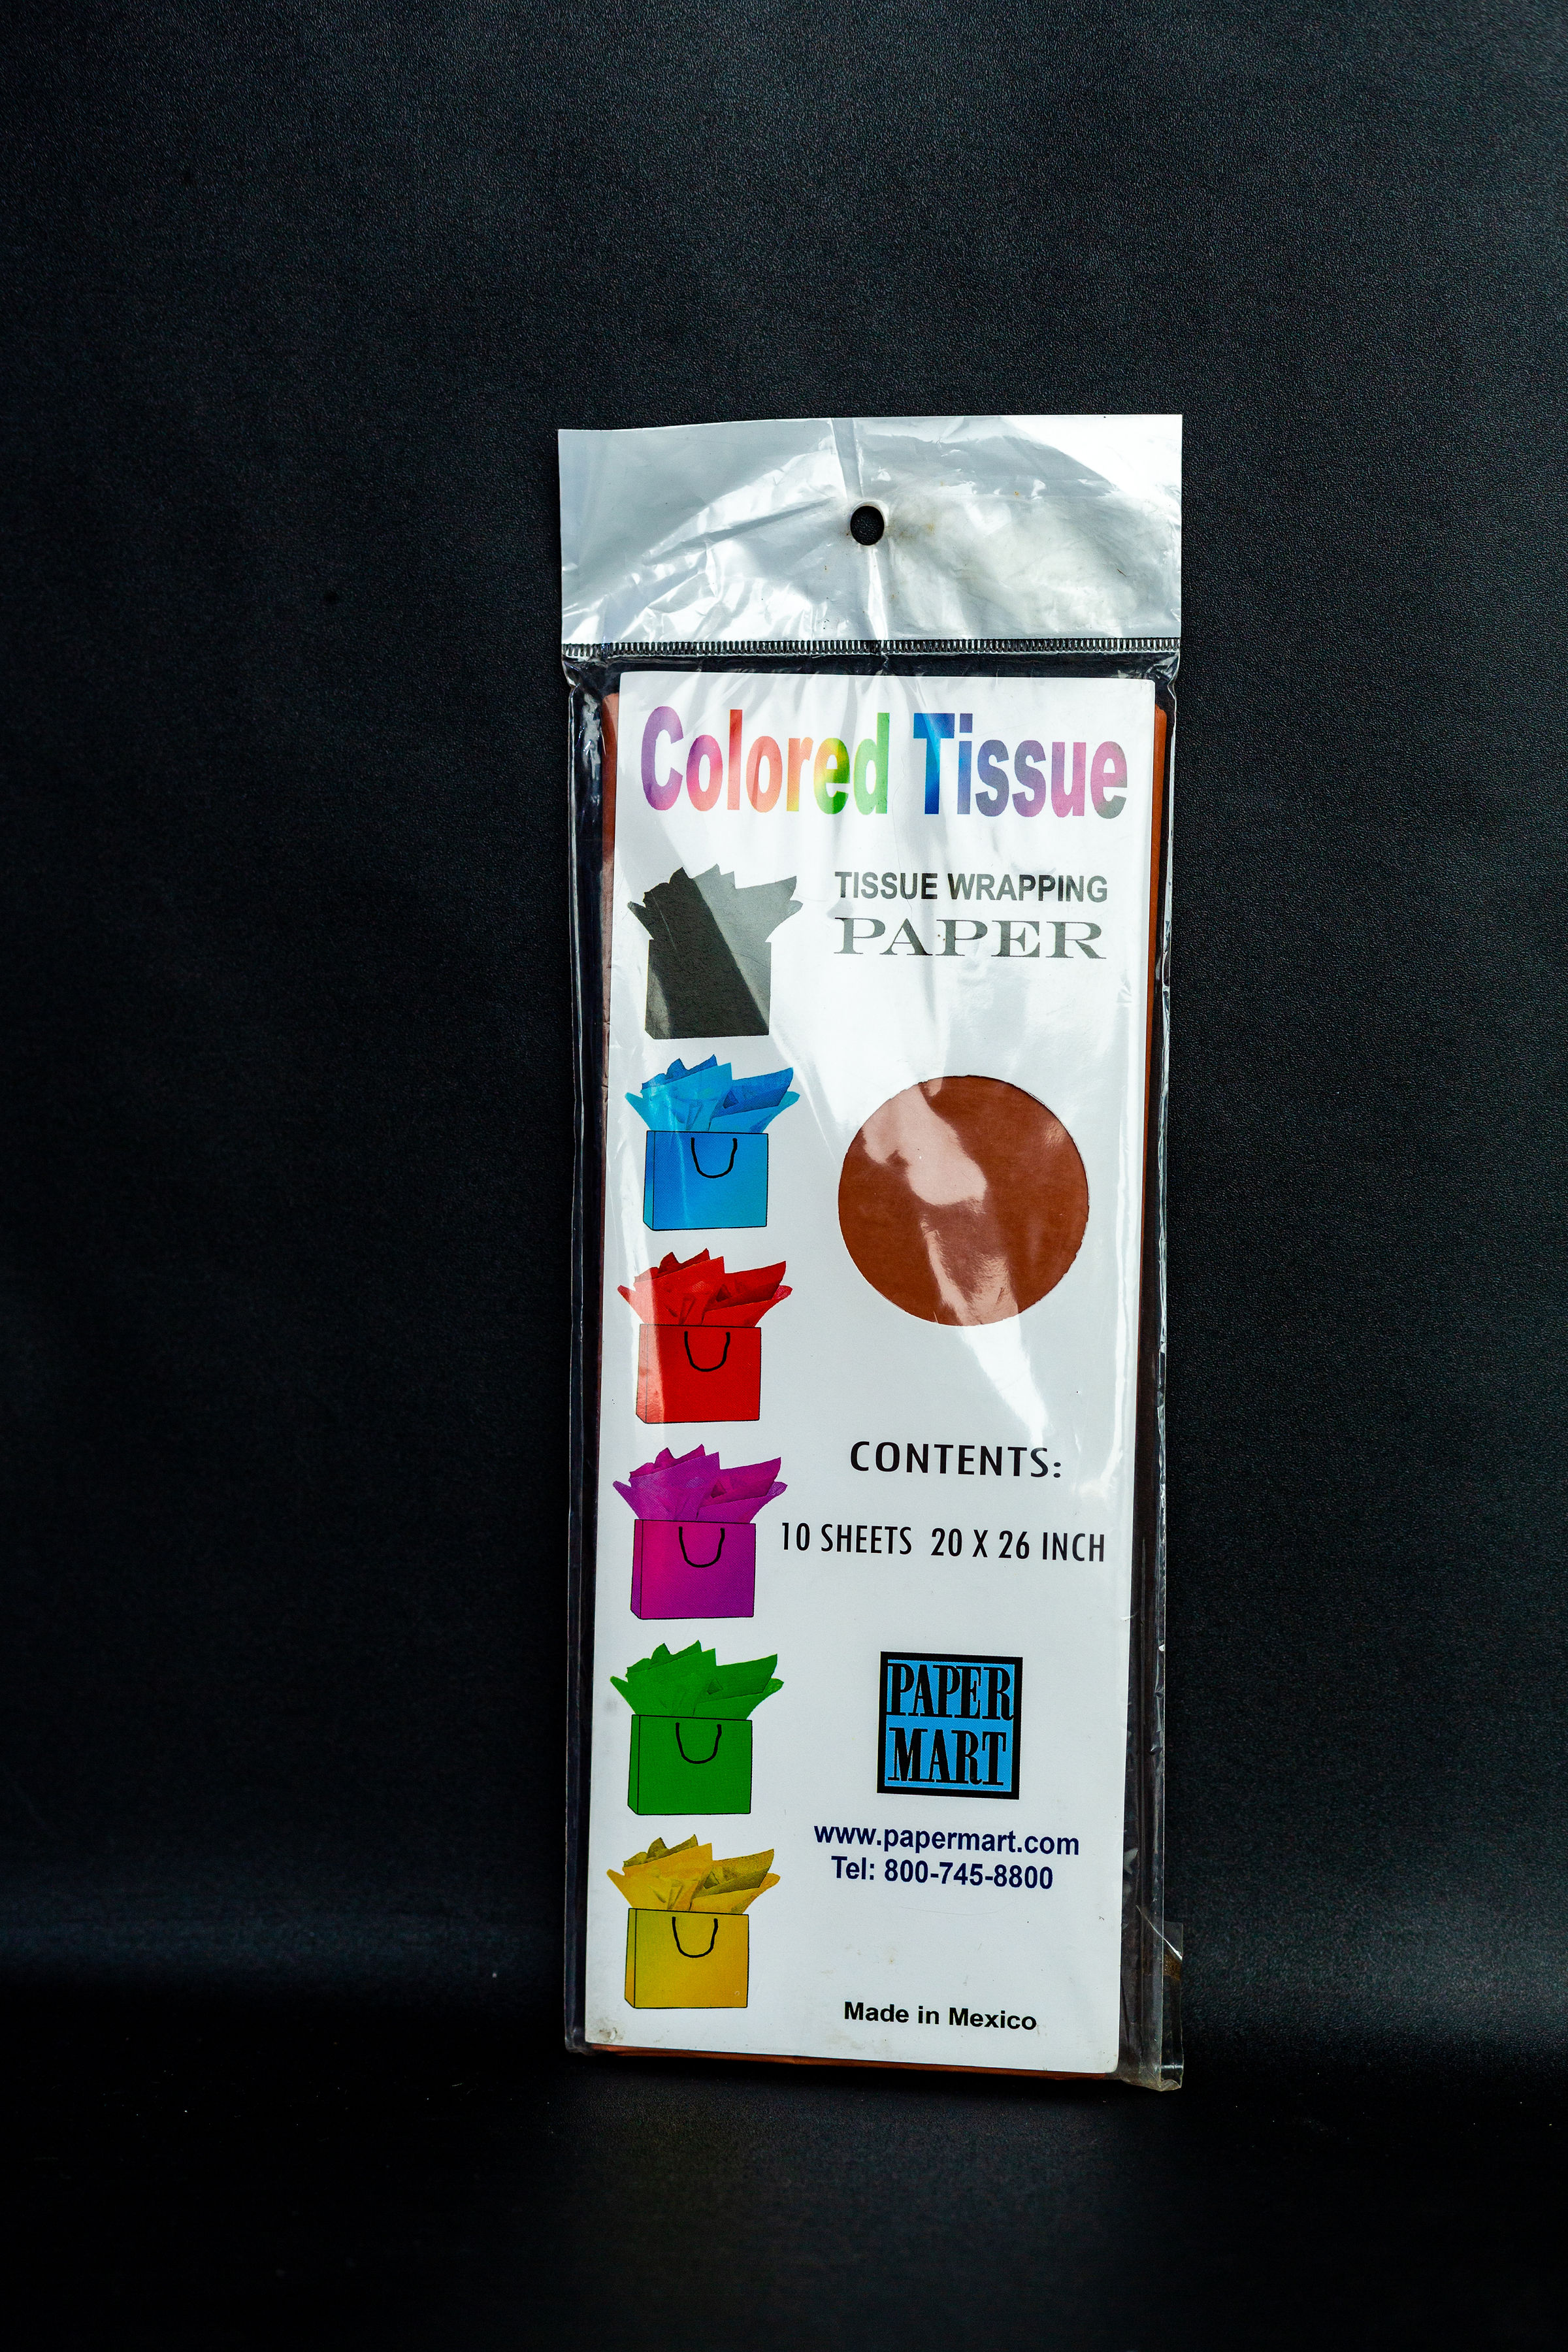 Colored Tissue
TISSUE WRAPPING
PAPER
CONTENTS:
10 SHEETS 20 X 26 INCH
PAPER
MART
www.papermart.com
Tel: 800-745-8800
Made in Mexico